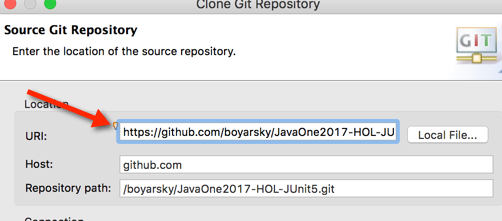 Clone Git Repository
Source Git Repository
Enter the location of the source repository.
GIT
Location
URI: https://github.com/boyarsky/JavaOne2017-HOL-JU Local File...
Host: github.com
Repository path: /boyarsky/JavaOne2017-HOL-JUnit5.git
Connection